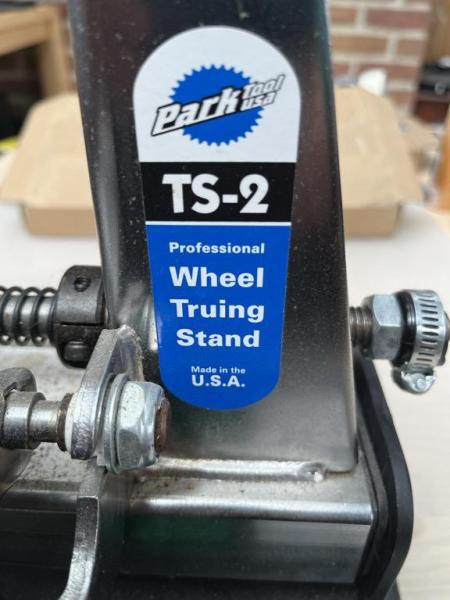 Park Tool
usa
TS-2
Professional
Wheel
Truing
Stand
Made in the
U.S.A.